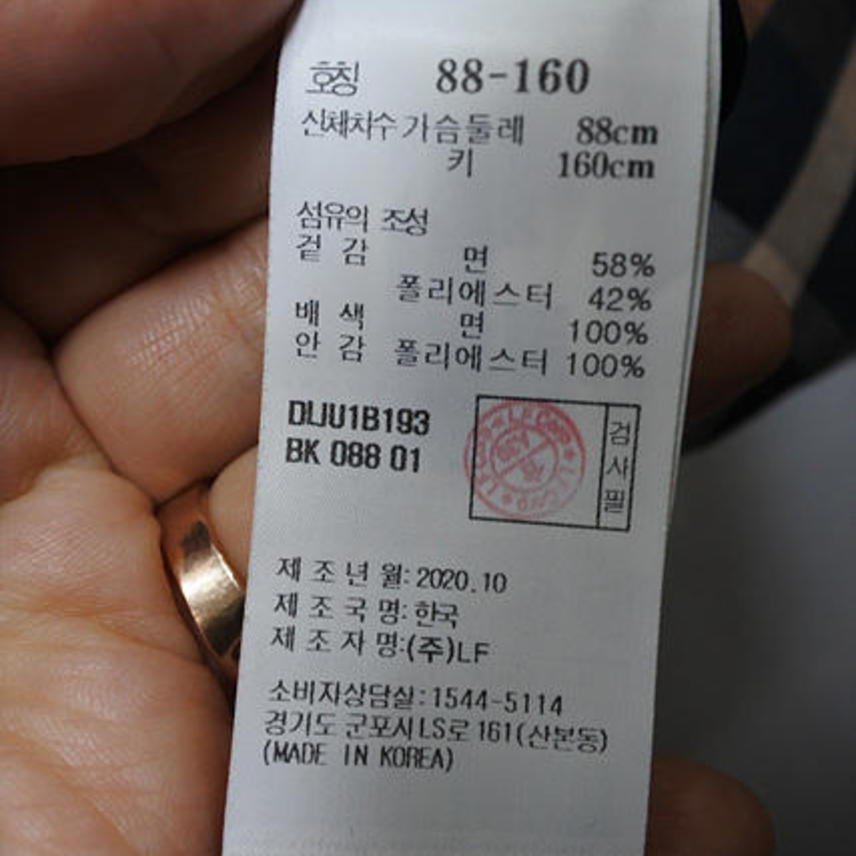 호칭 88-160
신체치수 가슴둘레 88cm
키 160cm
섬유의 조성
겉감 면 58%
폴리에스터 42%
배색 면 100%
안감 폴리에스터 100%
DLJU1B193
BK 088 01
검사필
제조년월: 2020.10
제조국명: 한국
제조자명:(주)LF
소비자상담실:1544-5114
경기도 군포시 LS로 161(산본동)
(MADE IN KOREA)